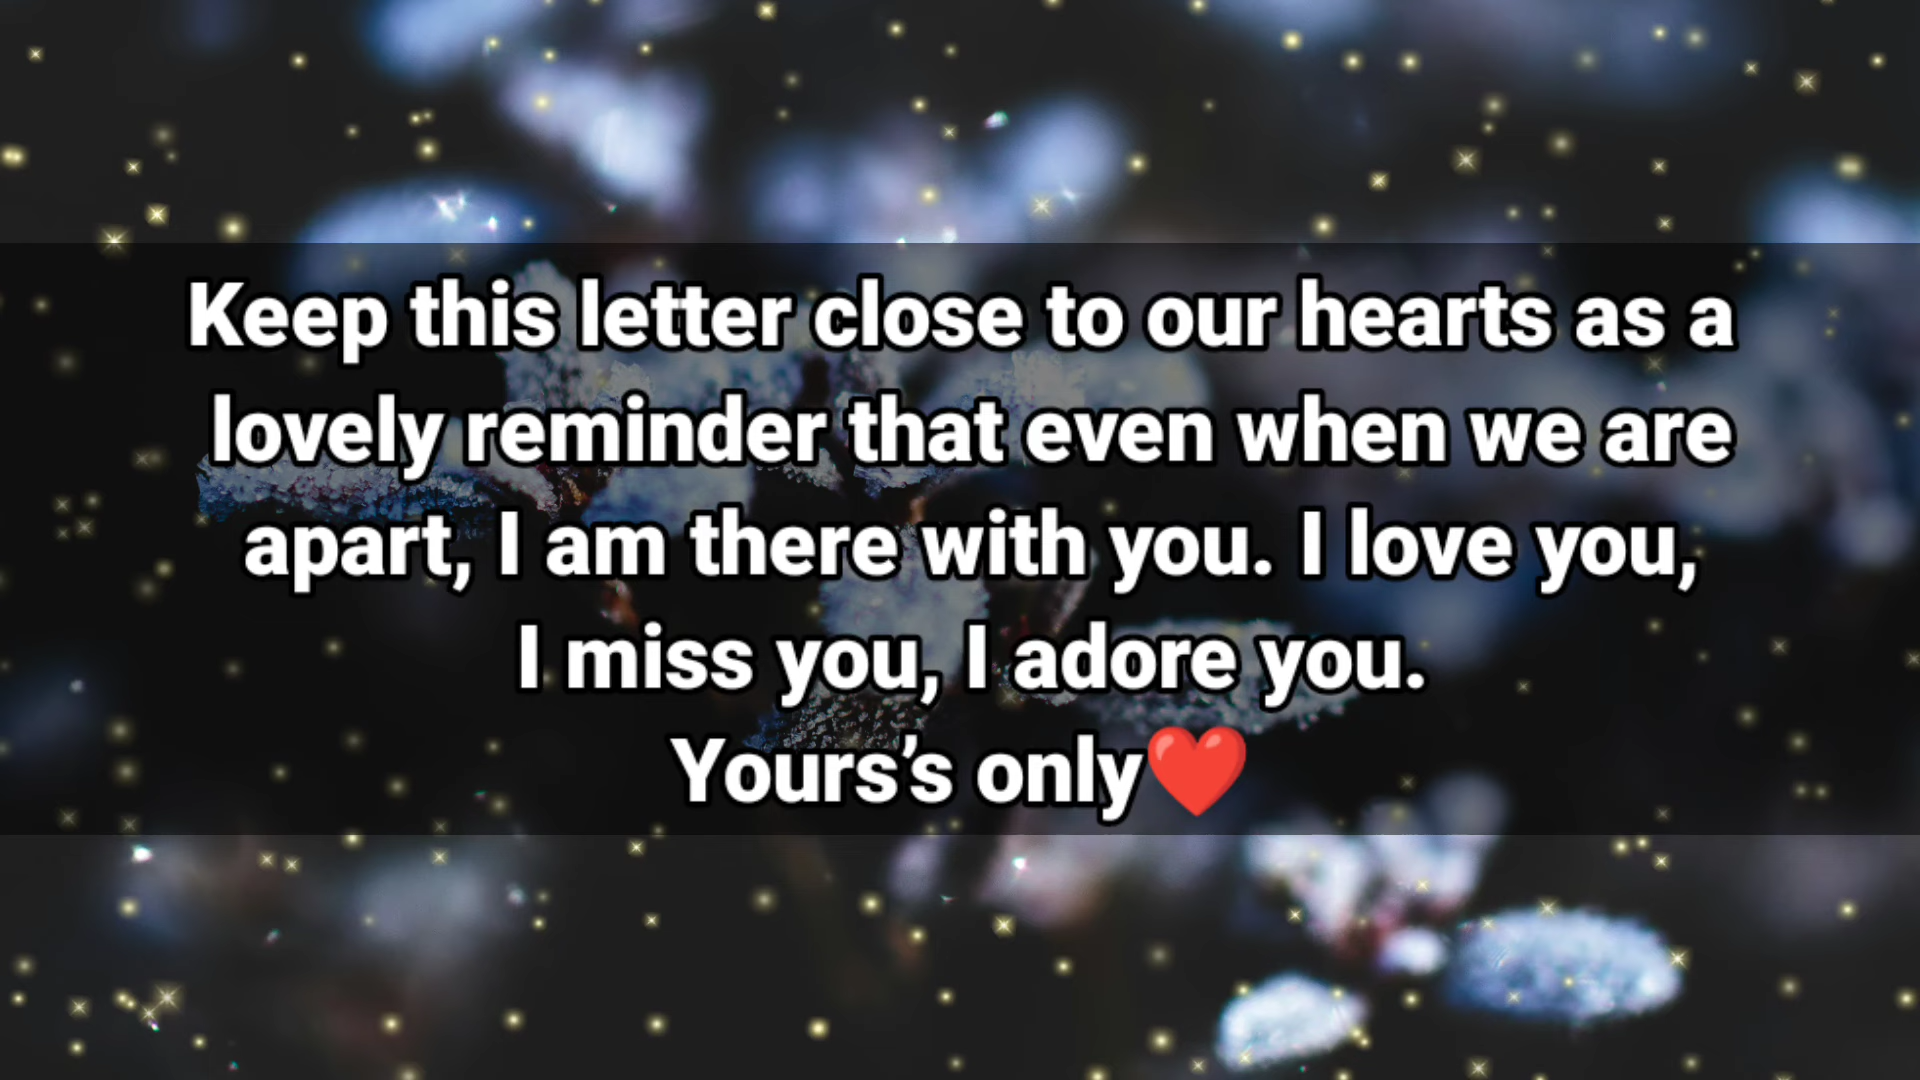 Keep this letter close to our hearts as a
lovely reminder that even when we are
apart, I am there with you. I love you,
I miss you, I adore you.
Yours’s only❤️